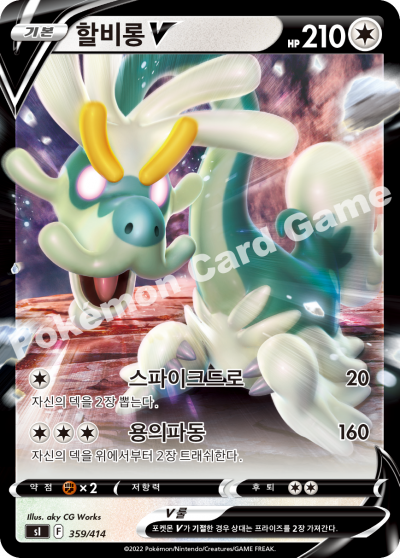 기본 할비롱V HP 210
Pokémon Card Game
스파이크드로 20
자신의 덱을 2장 뽑는다.
용의파동 160
자신의 덱을 위에서부터 2장 트래쉬한다.
약점 ×2 저항력 후퇴
Illus. aky CG Works
V룰
sI F 359/414
포켓몬 V가 기절한 경우 상대는 프라이즈를 2장 가져간다.
©2022 Pokémon/Nintendo/Creatures/GAME FREAK.